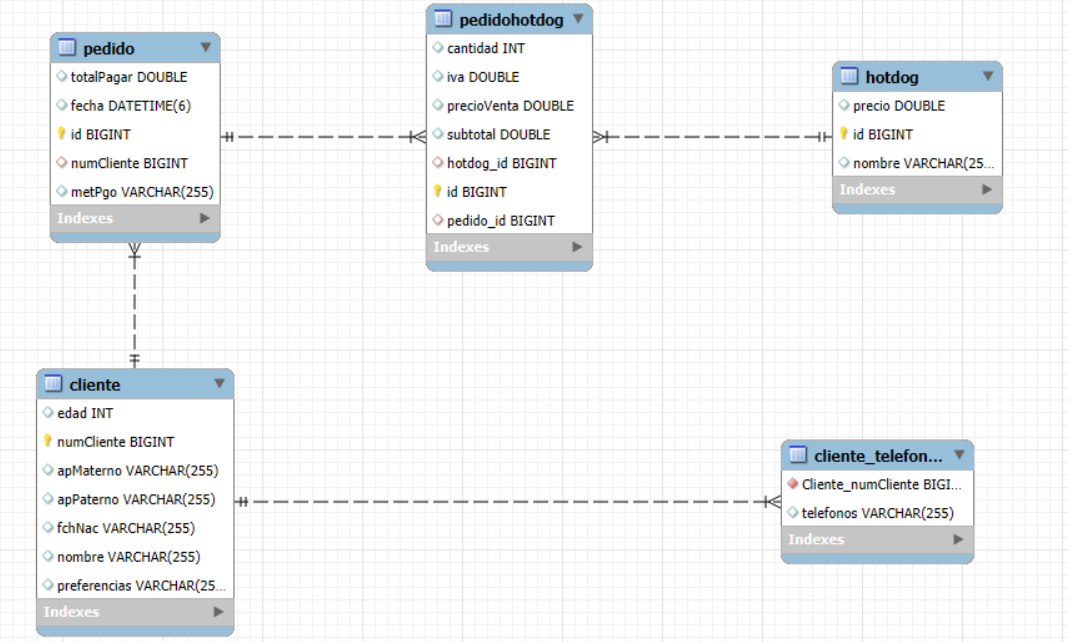 pedido
totalPagar DOUBLE
fecha DATETIME(6)
id BIGINT
numCliente BIGINT
metPgo VARCHAR(255)
Indexes
pedidohotdog
cantidad INT
iva DOUBLE
precioVenta DOUBLE
subtotal DOUBLE
hotdog_id BIGINT
id BIGINT
pedido_id BIGINT
Indexes
hotdog
precio DOUBLE
id BIGINT
nombre VARCHAR(25...
Indexes
cliente
edad INT
numCliente BIGINT
apMaterno VARCHAR(255)
apPaterno VARCHAR(255)
fchNac VARCHAR(255)
nombre VARCHAR(255)
preferencias VARCHAR(25...
Indexes
cliente_telefon...
Cliente_numCliente BIGI...
telefonos VARCHAR(255)
Indexes